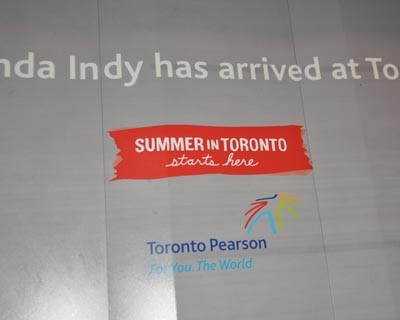 nda Indy has arrived at To
SUMMER IN TORONTO
starts here
Toronto Pearson
For You. The World.